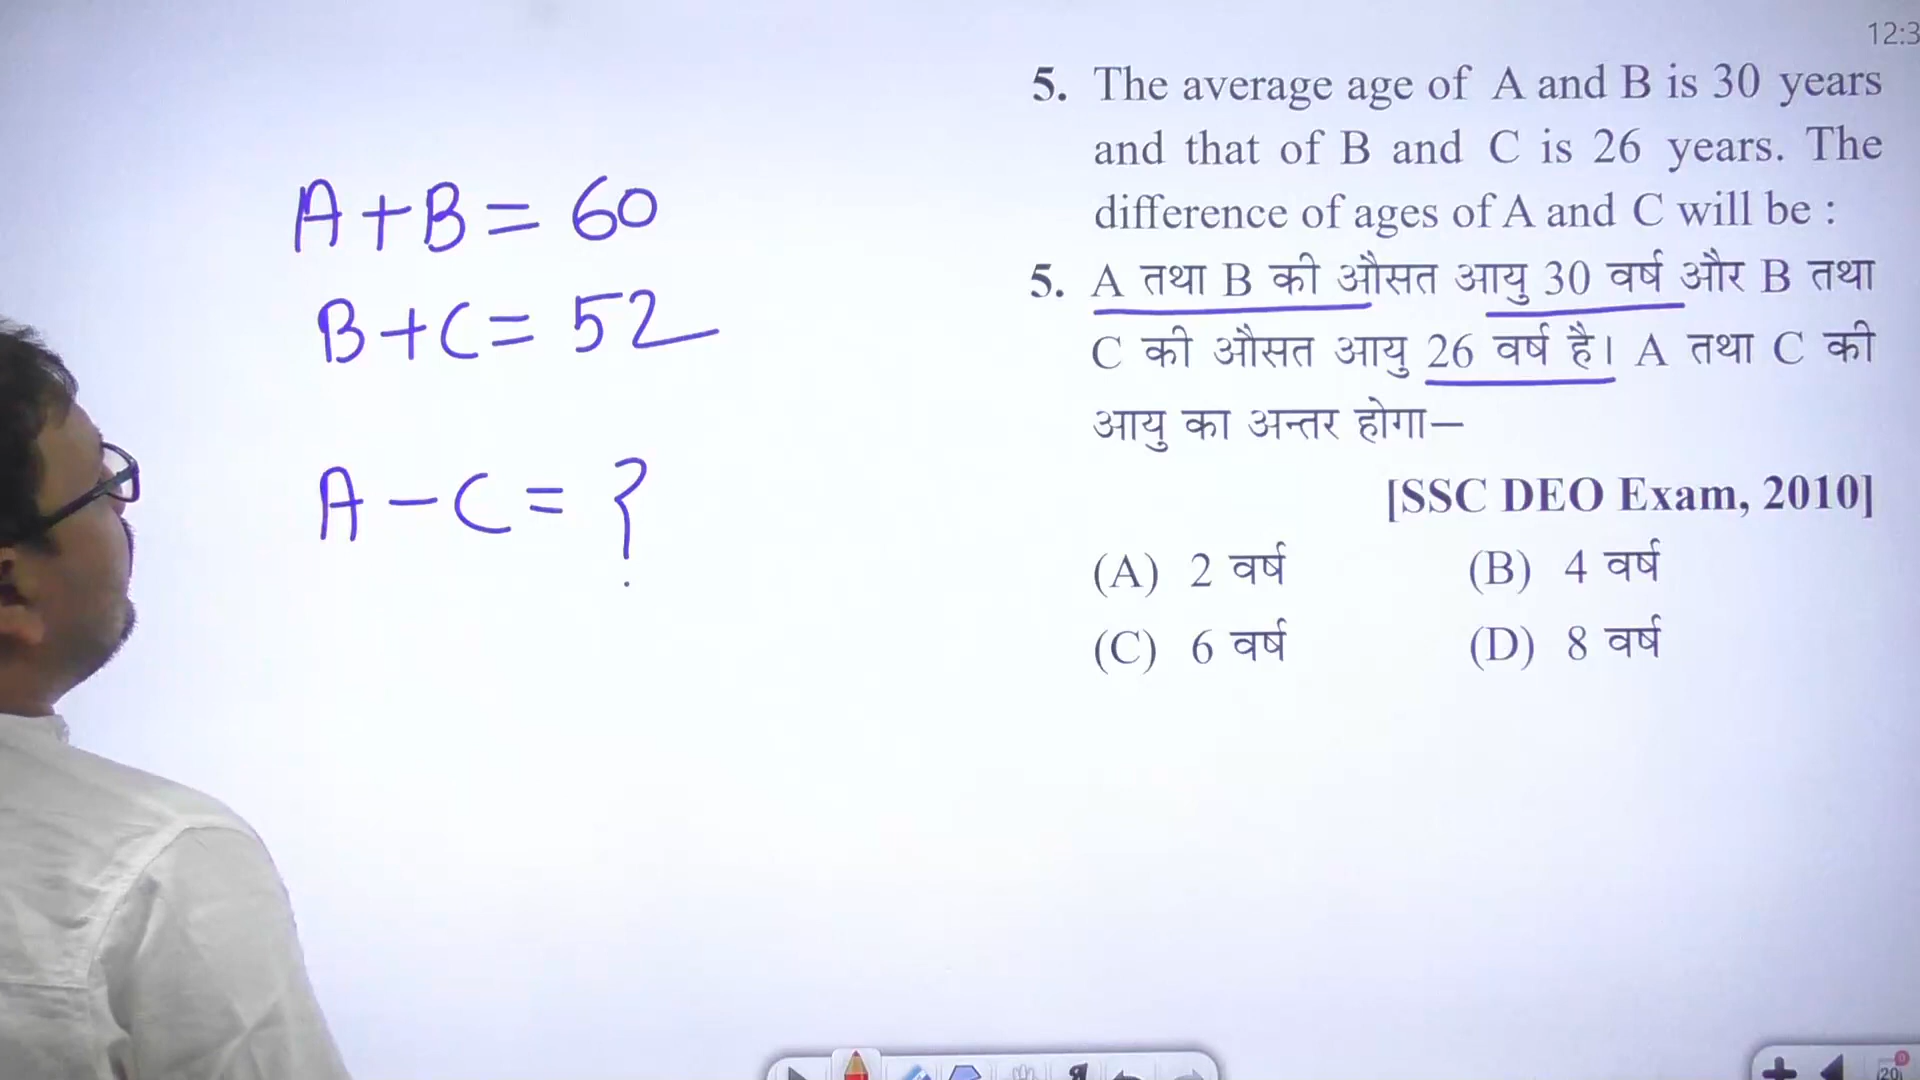 12:3
5. The average age of A and B is 30 years
and that of B and C is 26 years. The
difference of ages of A and C will be :
5. A तथा B की औसत आयु 30 वर्ष और B तथा
C की औसत आयु 26 वर्ष है। A तथा C की
आयु का अन्तर होगा—
[SSC DEO Exam, 2010]
(A) 2 वर्ष (B) 4 वर्ष
(C) 6 वर्ष (D) 8 वर्ष
A+B=60
B+C=52
A-C=?